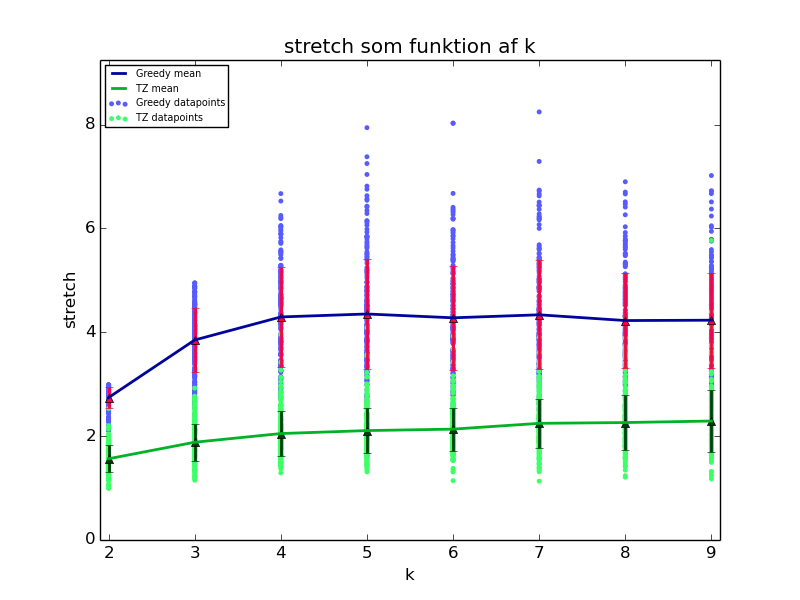 stretch som funktion af k
Greedy mean
TZ mean
Greedy datapoints
TZ datapoints
8
6
4
2
0
stretch
2 3 4 5 6 7 8 9
k